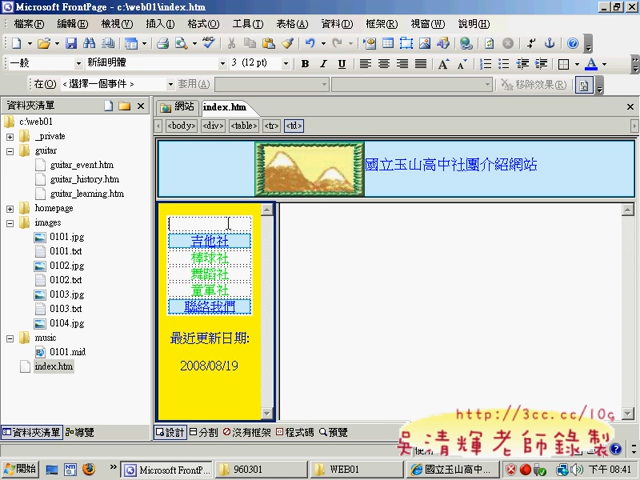 Microsoft FrontPage - c:\web01\index.htm
檔案(F) 編輯(E) 檢視(V) 插入(I) 格式(O) 工具(T) 表格(A) 資料(D) 框架(R) 視窗(W) 說明(H)
一般 新細明體 3 (12 pt) B I U A A A
在(O) <選擇一個事件> 套用(A) 移除效果(R)
資料夾清單 網站 index.htm
<body> <div> <table> <tr> <td>
c:\web01
_private
guitar
guitar_event.htm
guitar_history.htm
guitar_learning.htm
homepage
images
0101.jpg
0101.txt
0102.jpg
0102.txt
0103.jpg
0103.txt
0104.jpg
music
0101.mid
index.htm
國立玉山高中社團介紹網站
吉他社
棒球社
舞蹈社
童軍社
聯絡我們
最近更新日期:
2008/08/19
資料夾清單 導覽 設計 分割 沒有框架 程式碼 預覽
http://3cc.cc/10g
吳清輝老師錄製
開始 Microsoft FrontP... 960301 WEB01 國立玉山高中... 下午 08:41